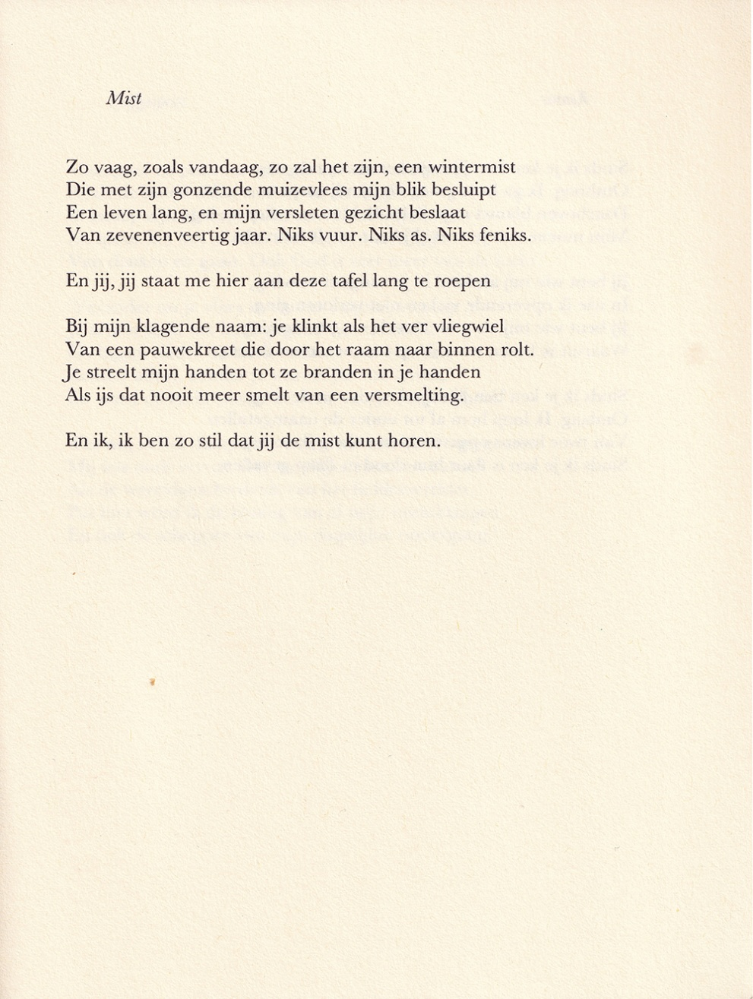 Mist
Zo vaag, zoals vandaag, zo zal het zijn, een wintermist
Die met zijn gonzende muizevlees mijn blik besluipt
Een leven lang, en mijn versleten gezicht beslaat
Van zevenenveertig jaar. Niks vuur. Niks as. Niks feniks.
En jij, jij staat me hier aan deze tafel lang te roepen
Bij mijn klagende naam: je klinkt als het ver vliegwiel
Van een pauwekreet die door het raam naar binnen rolt.
Je streelt mijn handen tot ze branden in je handen
Als ijs dat nooit meer smelt van een versmelting.
En ik, ik ben zo stil dat jij de mist kunt horen.